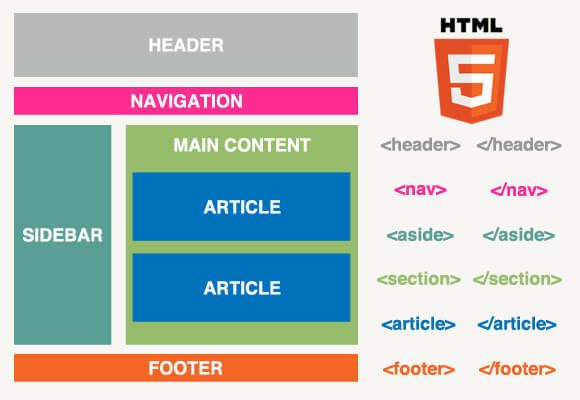 HEADER
NAVIGATION
SIDEBAR
MAIN CONTENT
ARTICLE
ARTICLE
FOOTER
HTML
5
<header> </header>
<nav> </nav>
<aside> </aside>
<section> </section>
<article> </article>
<footer> </footer>